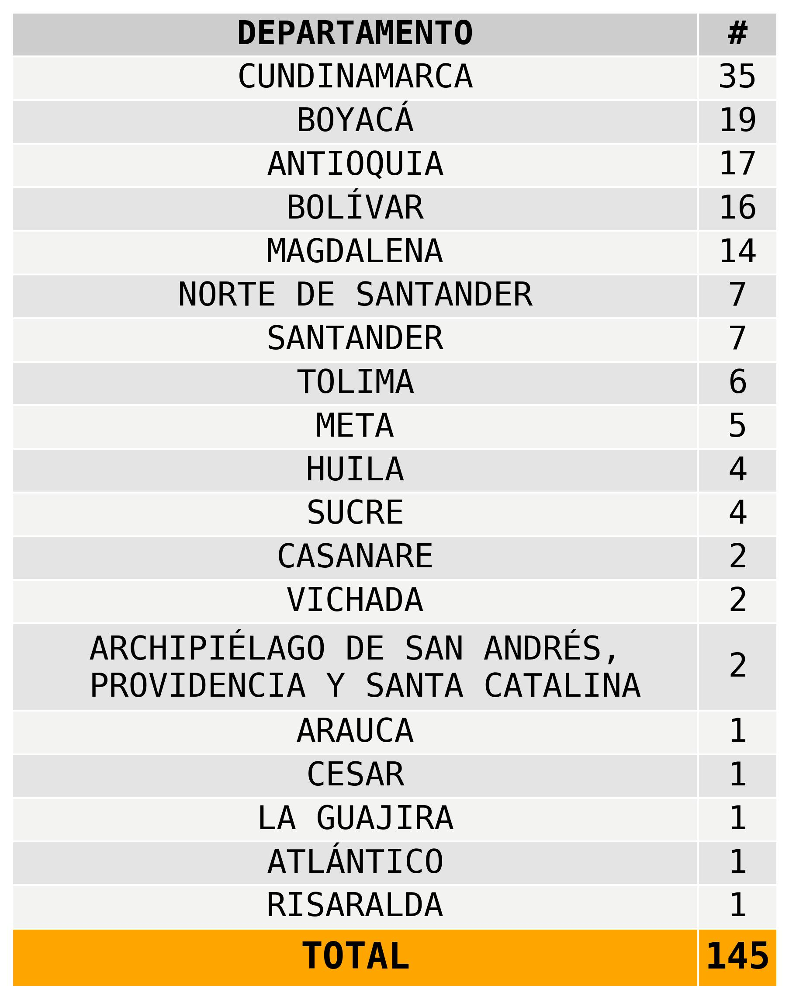 DEPARTAMENTO #
CUNDINAMARCA 35
BOYACÁ 19
ANTIOQUIA 17
BOLÍVAR 16
MAGDALENA 14
NORTE DE SANTANDER 7
SANTANDER 7
TOLIMA 6
META 5
HUILA 4
SUCRE 4
CASANARE 2
VICHADA 2
ARCHIPIÉLAGO DE SAN ANDRÉS,
PROVIDENCIA Y SANTA CATALINA 2
ARAUCA 1
CESAR 1
LA GUAJIRA 1
ATLÁNTICO 1
RISARALDA 1
TOTAL 145